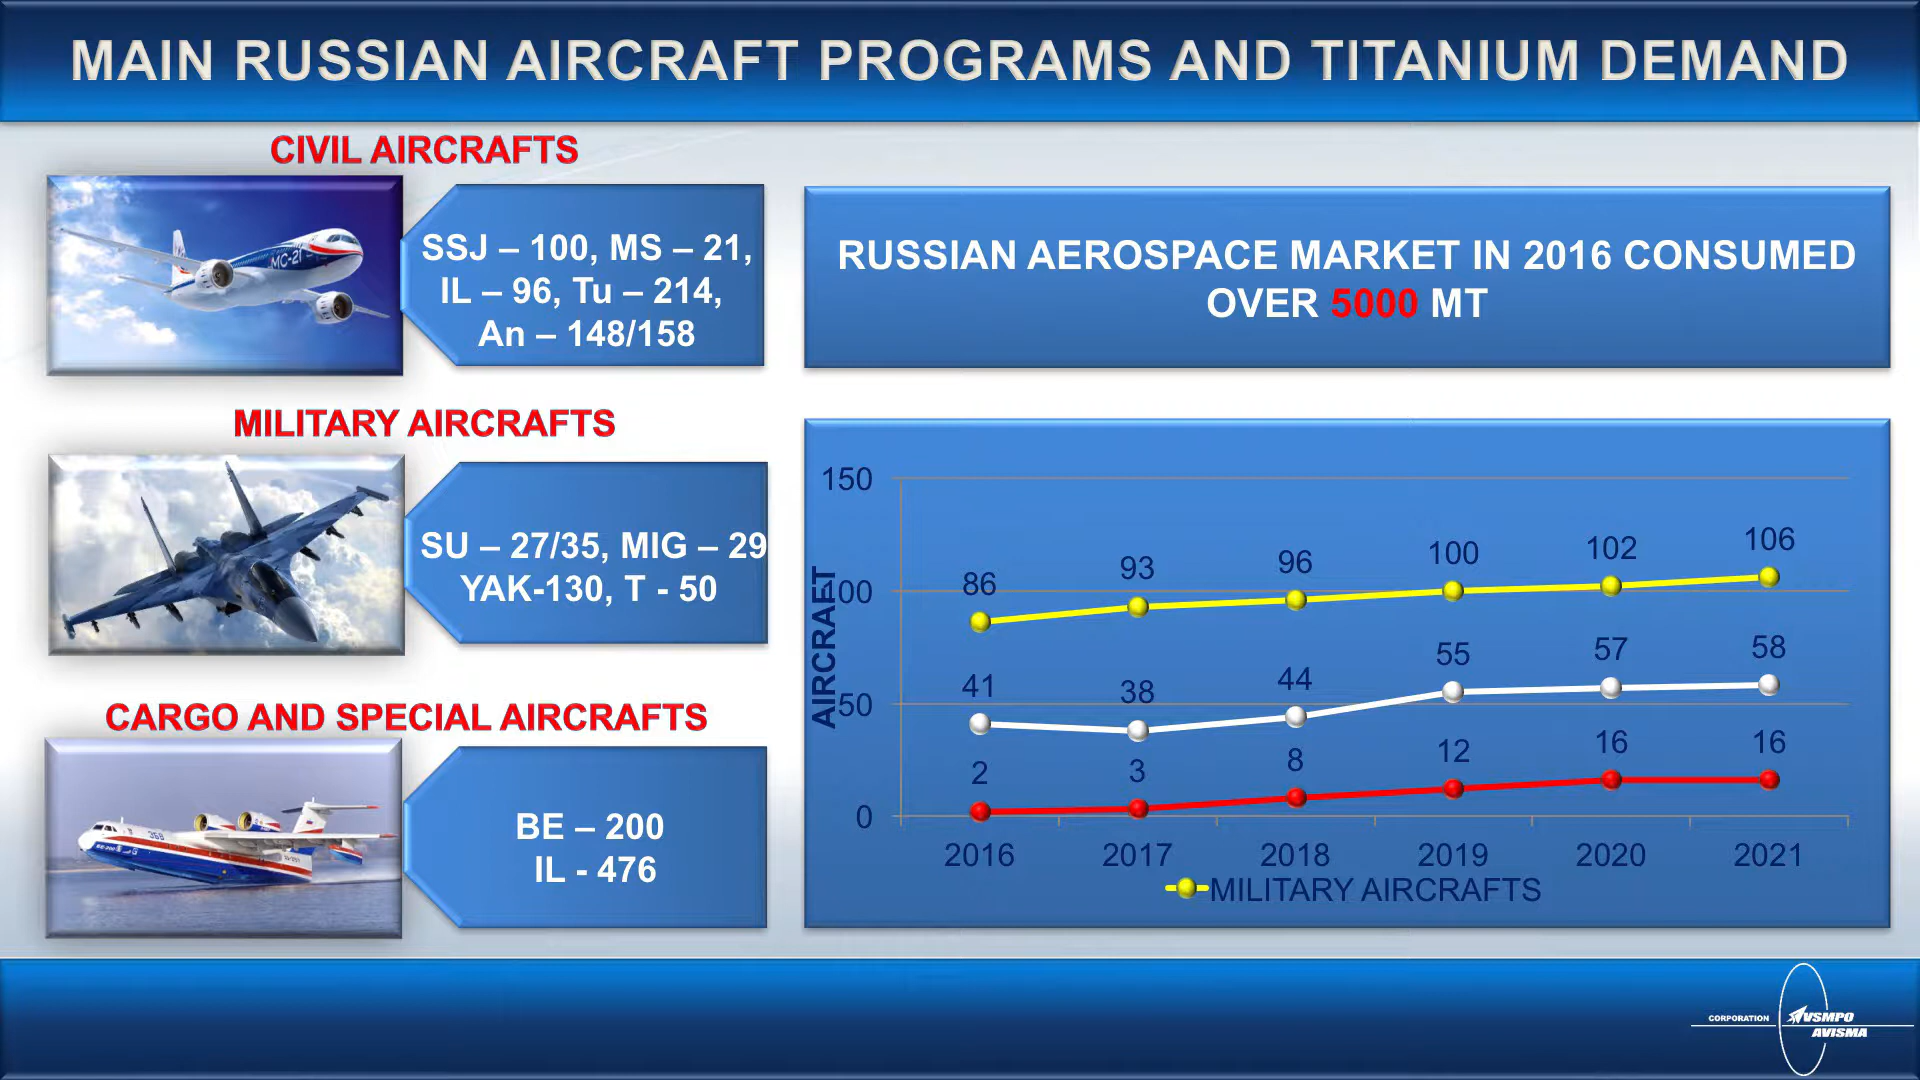 MAIN RUSSIAN AIRCRAFT PROGRAMS AND TITANIUM DEMAND
CIVIL AIRCRAFTS
MC-21
SSJ – 100, MS – 21,
IL – 96, Tu – 214,
An – 148/158
RUSSIAN AEROSPACE MARKET IN 2016 CONSUMED
OVER 5000 MT
MILITARY AIRCRAFTS
SU – 27/35, MIG – 29
YAK-130, T - 50
CARGO AND SPECIAL AIRCRAFTS
BE – 200
IL - 476
AIRCRAFT
150
100
50
0
86 93 96 100 102 106
41 38 44 55 57 58
2 3 8 12 16 16
2016 2017 2018 2019 2020 2021
MILITARY AIRCRAFTS
CORPORATION VSMPO
AVISMA